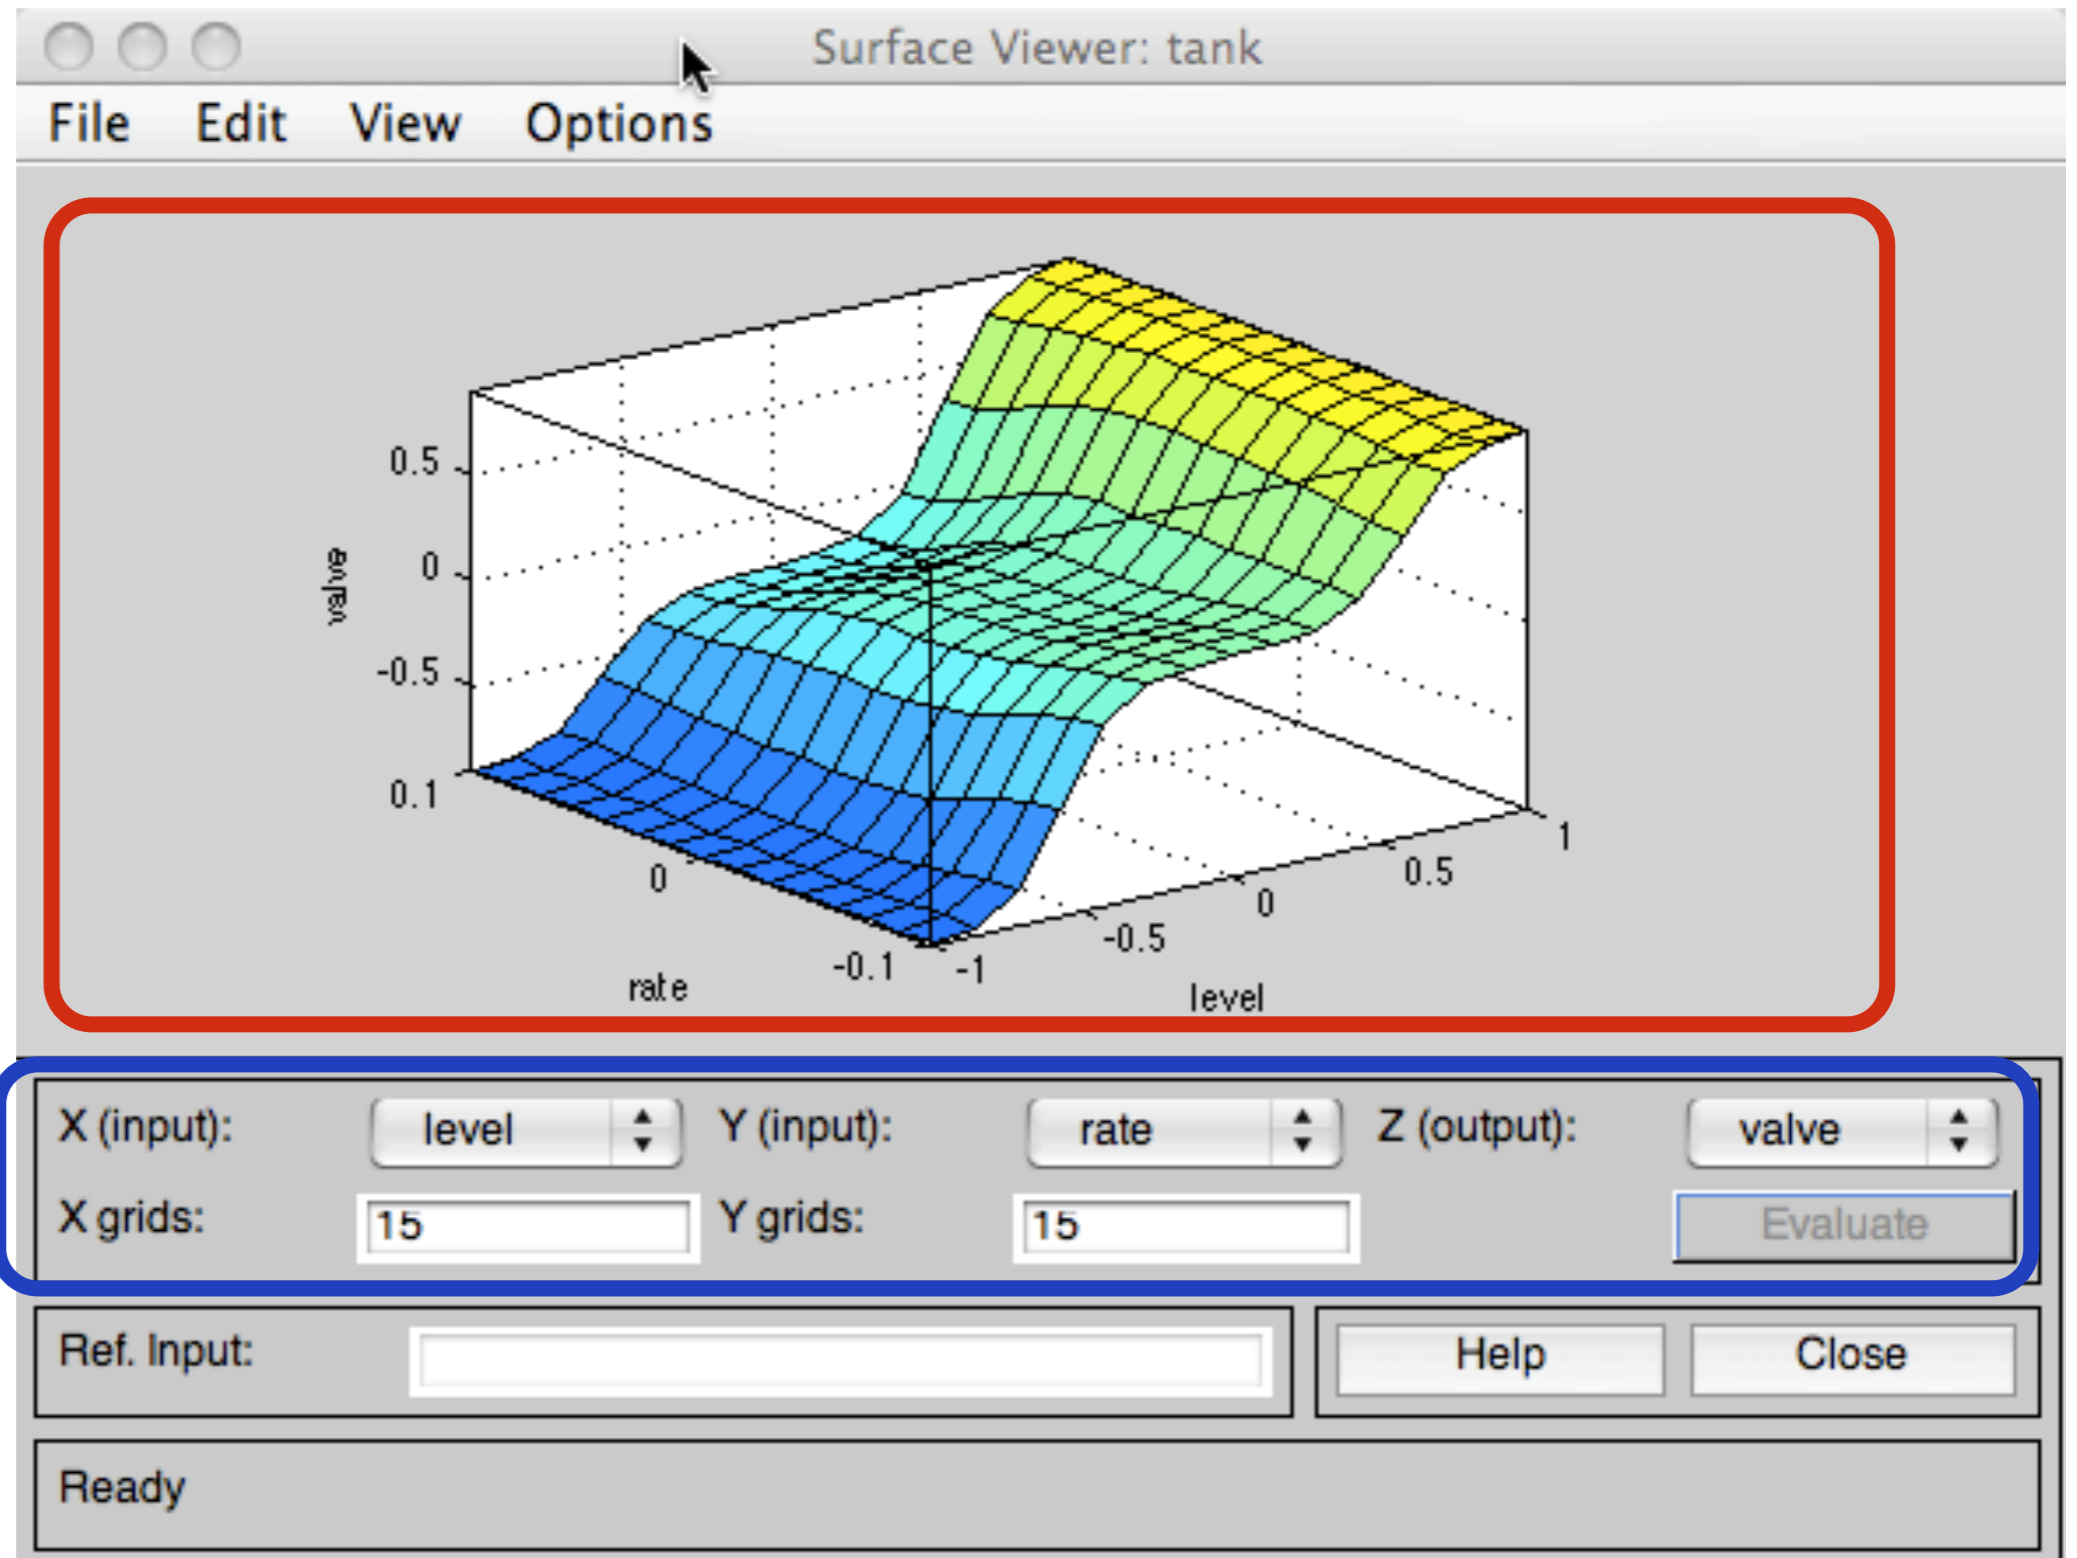 Surface Viewer: tank
File Edit View Options
0.5
0
-0.5
valve
0.1
0
-0.1
rate
-1
-0.5
0
0.5
1
level
X (input): level Y (input): rate Z (output): valve
X grids: 15 Y grids: 15 Evaluate
Ref. Input: Help Close
Ready